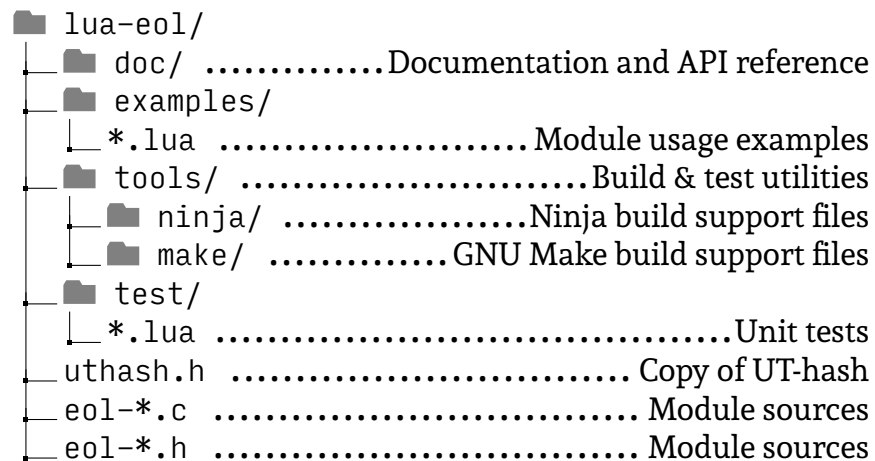 lua-eol/
doc/ ..............Documentation and API reference
examples/
*.lua ........................Module usage examples
tools/ ...........................Build & test utilities
ninja/ ...................Ninja build support files
make/ ..............GNU Make build support files
test/
*.lua ........................................Unit tests
uthash.h ...............................Copy of UT-hash
eol-*.c .................................Module sources
eol-*.h .................................Module sources